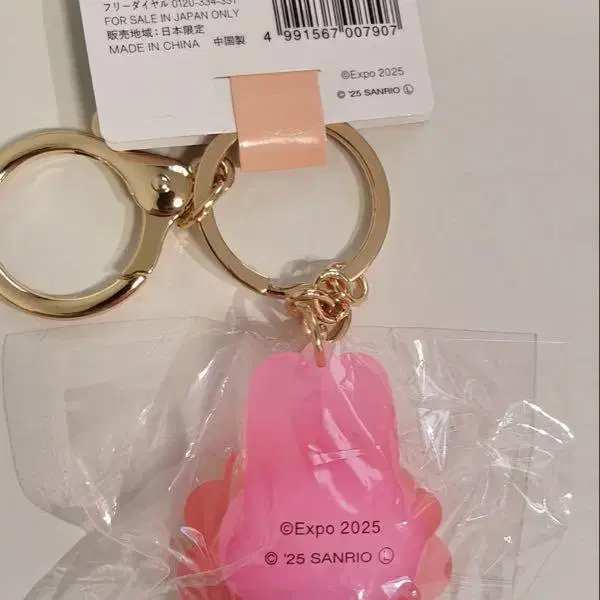 フリーダイヤル 0120-334-337
FOR SALE IN JAPAN ONLY
販売地域:日本限定
MADE IN CHINA 中国製
4 991567 007907
©Expo 2025
© '25 SANRIO Ⓛ
©Expo 2025
© '25 SANRIO Ⓛ